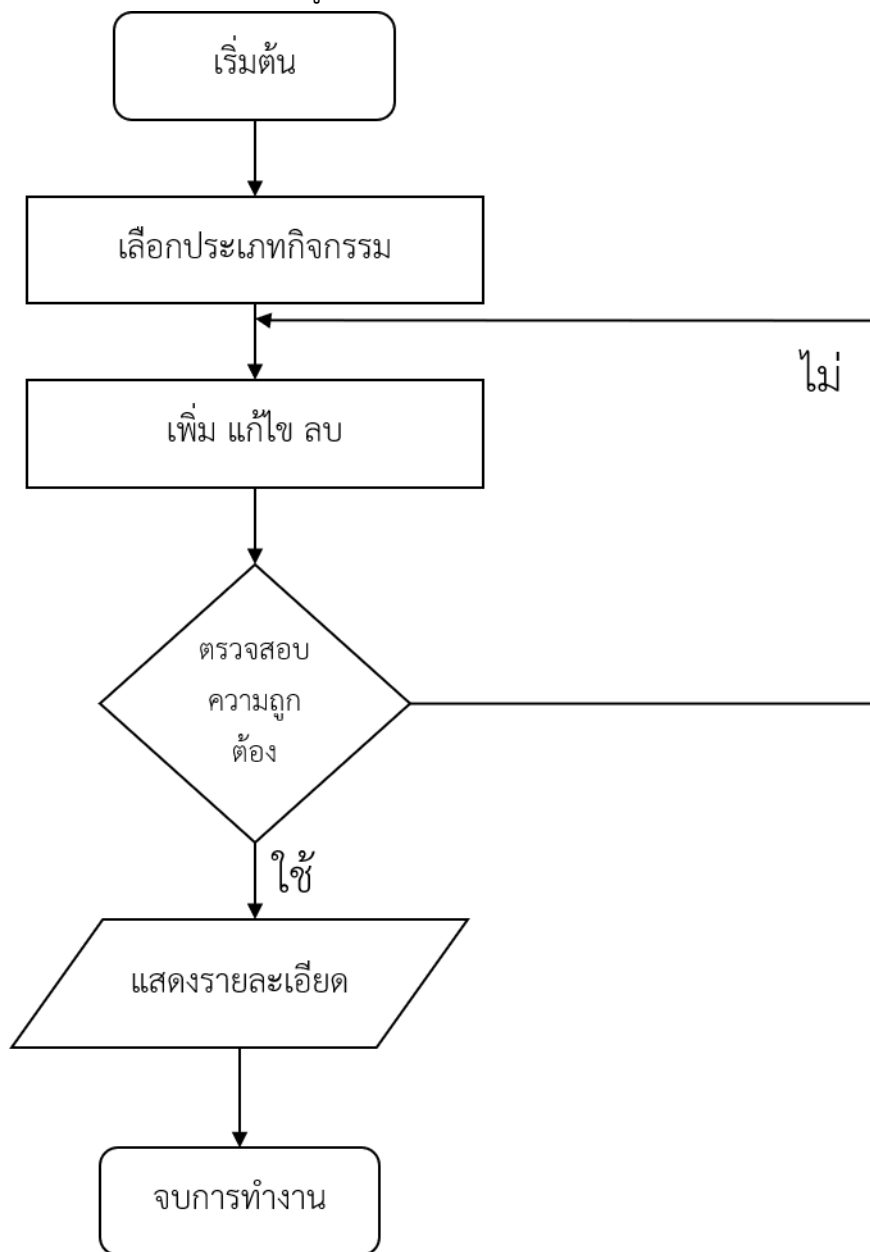 เริ่มต้น
เลือกประเภทกิจกรรม
ไม่
เพิ่ม แก้ไข ลบ
ตรวจสอบ
ความถูก
ต้อง
ใช้
แสดงรายละเอียด
จบการทำงาน